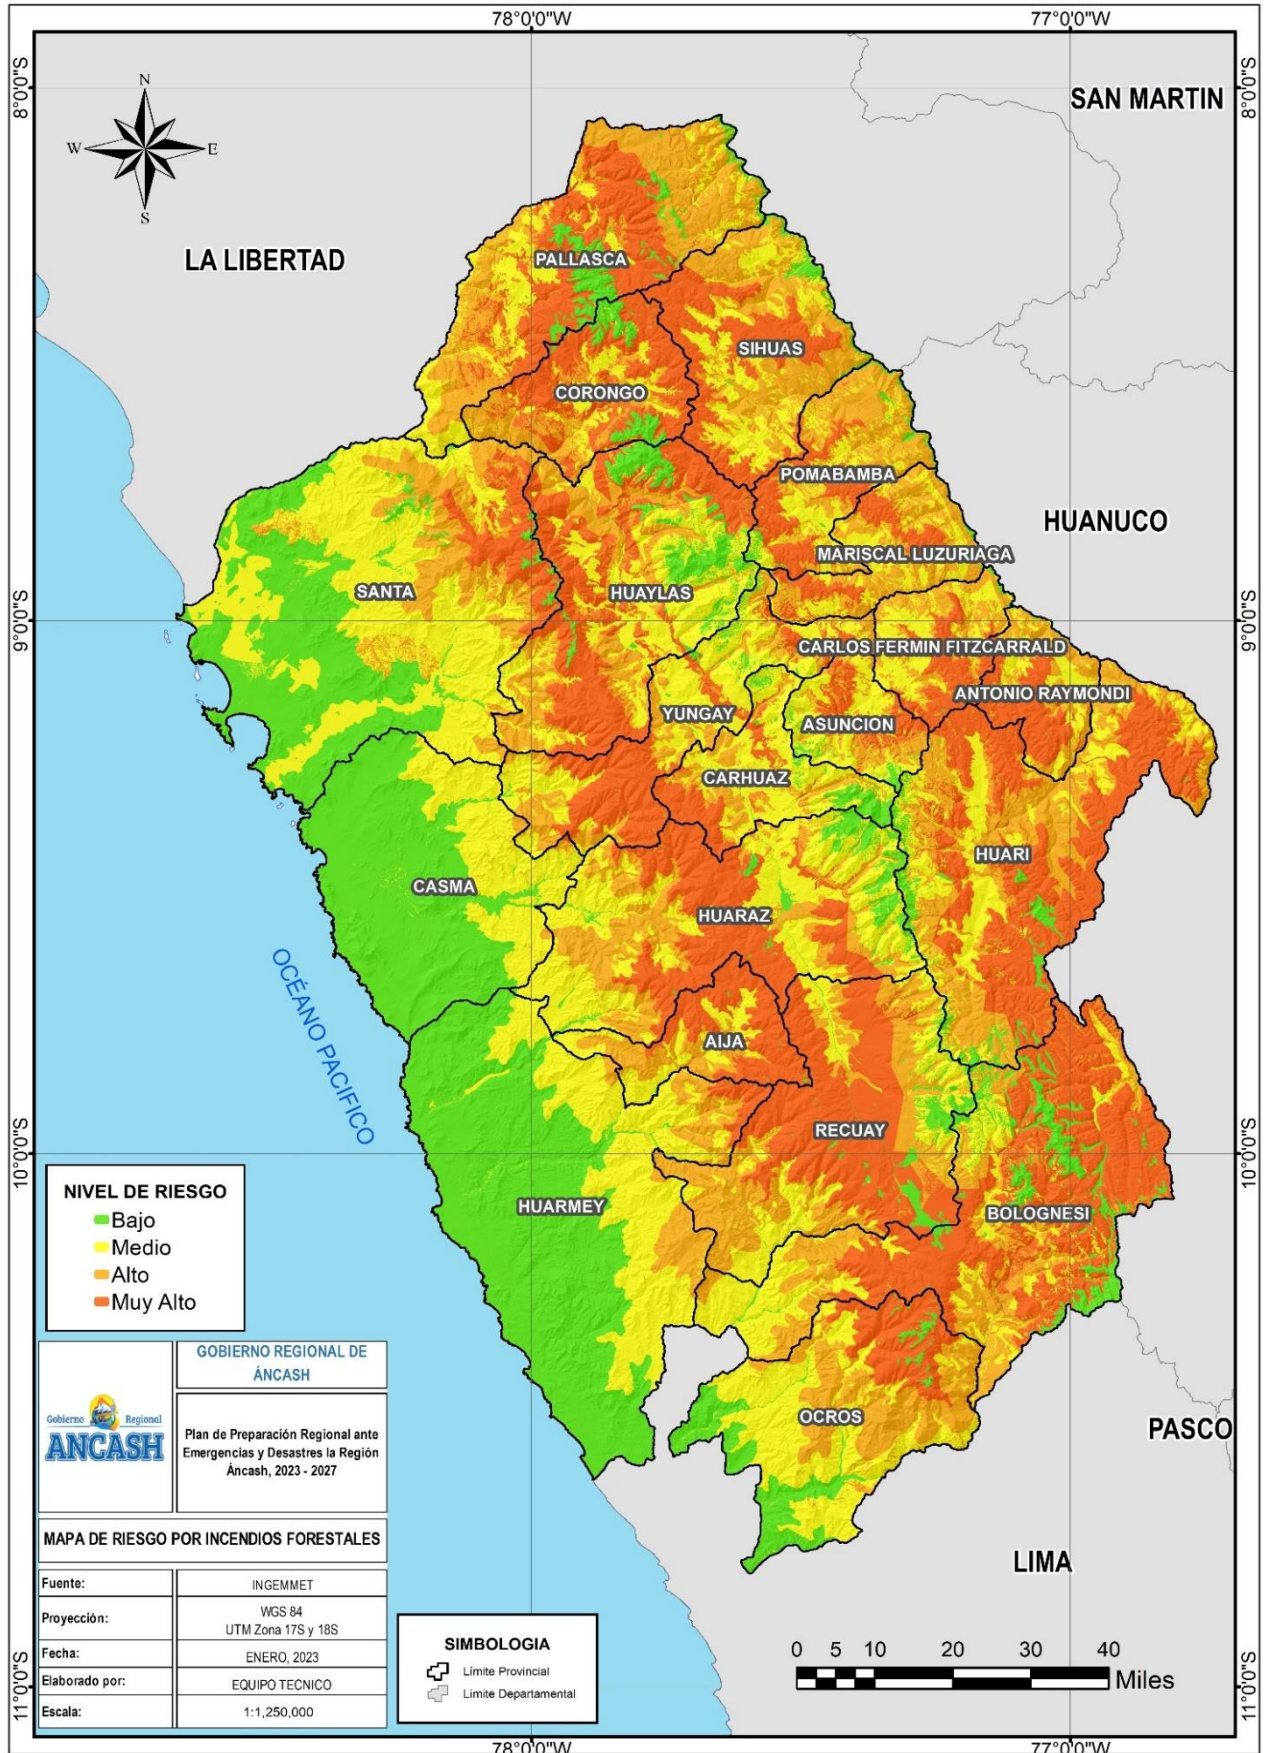 78°0'0"W
77°0'0"W
8°0'0"S
8°0'0"S
N
W
E
S
SAN MARTIN
LA LIBERTAD
PALLASCA
SIHUAS
CORONGO
POMABAMBA
HUANUCO
MARISCAL LUZURIAGA
SANTA
HUAYLAS
9°0'0"S
9°0'0"S
CARLOS FERMIN FITZCARRALD
ANTONIO RAYMONDI
YUNGAY
ASUNCION
CARHUAZ
HUARI
CASMA
HUARAZ
OCÉANO PACIFICO
AIJA
RECUAY
10°0'0"S
10°0'0"S
HUARMEY
BOLOGNESI
OCROS
PASCO
LIMA
NIVEL DE RIESGO
Bajo
Medio
Alto
Muy Alto
Gobierno Regional
ANCASH
GOBIERNO REGIONAL DE
ÁNCASH
Plan de Preparación Regional ante
Emergencias y Desastres la Región
Áncash, 2023 - 2027
MAPA DE RIESGO POR INCENDIOS FORESTALES
Fuente: INGEMMET
Proyección: WGS 84
UTM Zona 17S y 18S
Fecha: ENERO, 2023
Elaborado por: EQUIPO TECNICO
Escala: 1:1,250,000
SIMBOLOGIA
Límite Provincial
Limite Departamental
0 5 10 20 30 40
Miles
11°0'0"S
11°0'0"S
78°0'0"W
77°0'0"W